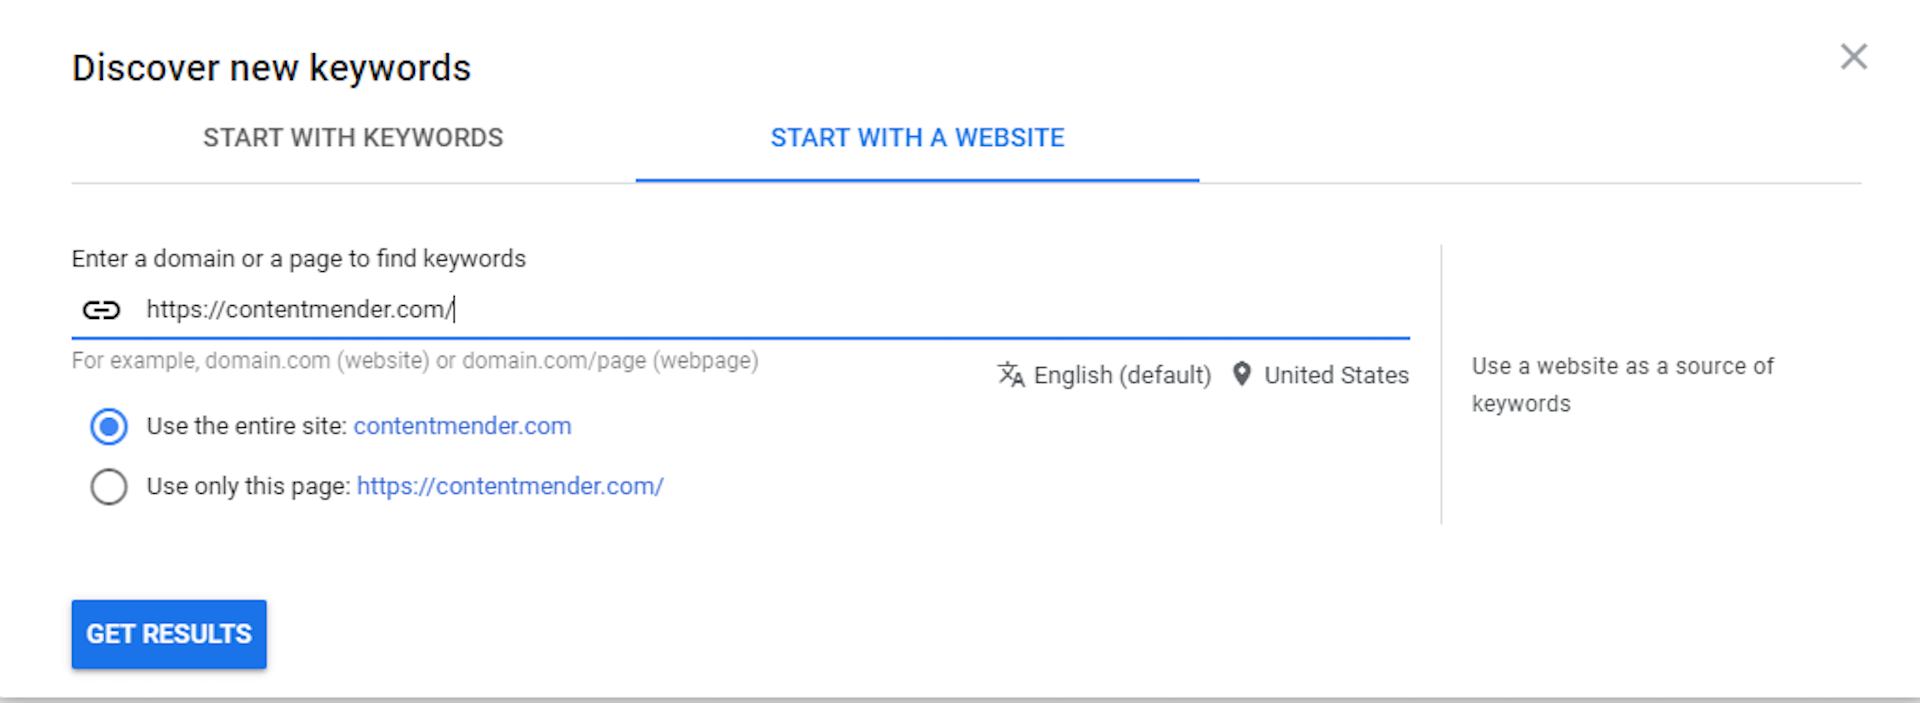 Discover new keywords
START WITH KEYWORDS
START WITH A WEBSITE
Enter a domain or a page to find keywords
https://contentmender.com/
For example, domain.com (website) or domain.com/page (webpage)
English (default)
United States
Use the entire site: contentmender.com
Use only this page: https://contentmender.com/
Use a website as a source of
keywords
GET RESULTS